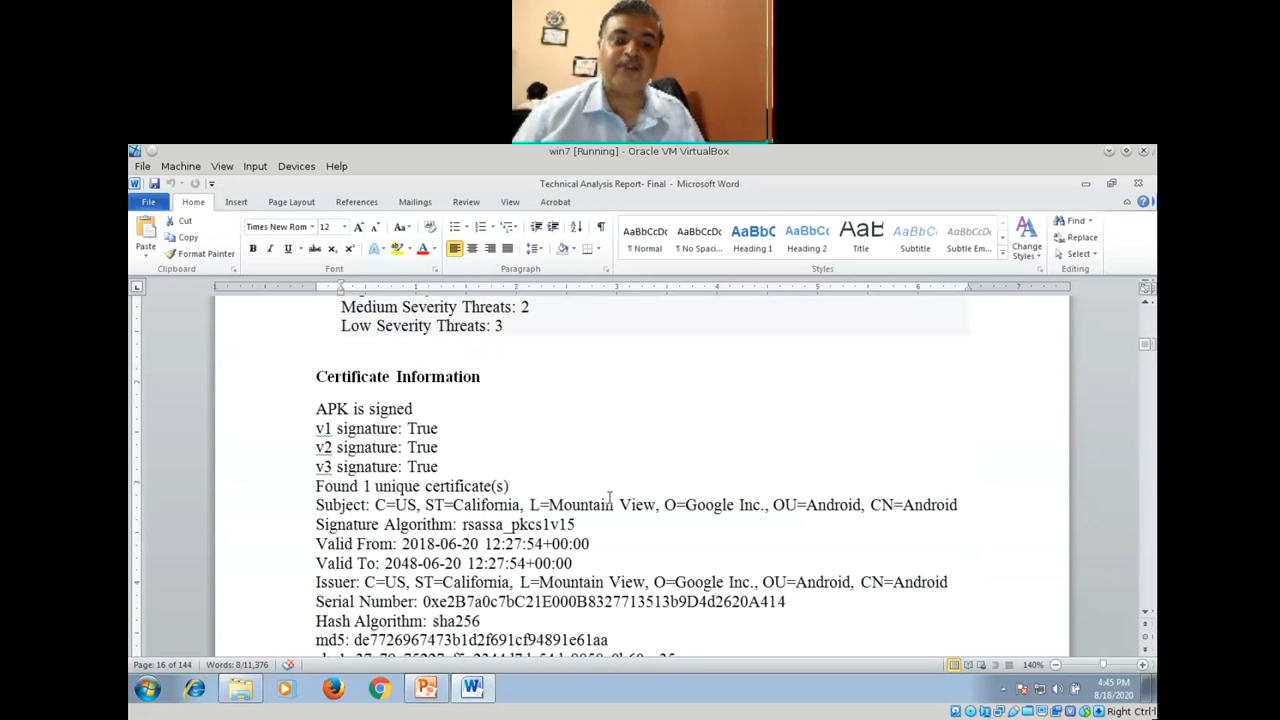 win7 [Running] - Oracle VM VirtualBox
File Machine View Input Devices Help
Technical Analysis Report- Final - Microsoft Word
File Home Insert Page Layout References Mailings Review View Acrobat
Paste
Cut
Copy
Format Painter
Clipboard
Times New Rom 12
Font
Paragraph
AaBbCcDc AaBbCcDc AaBbC AaBbCc AaB AaBbCc AaBbCcD
¶ Normal ¶ No Spaci... Heading 1 Heading 2 Title Subtitle Subtle Em...
Styles
Change Styles
Find
Replace
Select
Editing
Medium Severity Threats: 2
Low Severity Threats: 3
Certificate Information
APK is signed
v1 signature: True
v2 signature: True
v3 signature: True
Found 1 unique certificate(s)
Subject: C=US, ST=California, L=Mountain View, O=Google Inc., OU=Android, CN=Android
Signature Algorithm: rsassa_pkcs1v15
Valid From: 2018-06-20 12:27:54+00:00
Valid To: 2048-06-20 12:27:54+00:00
Issuer: C=US, ST=California, L=Mountain View, O=Google Inc., OU=Android, CN=Android
Serial Number: 0xe2B7a0c7bC21E000B8327713513b9D4d2620A414
Hash Algorithm: sha256
md5: de7726967473b1d2f691cf94891e61aa
Page: 16 of 144 Words: 8/11,376 140%
4:45 PM
8/18/2020
Right Ctrl